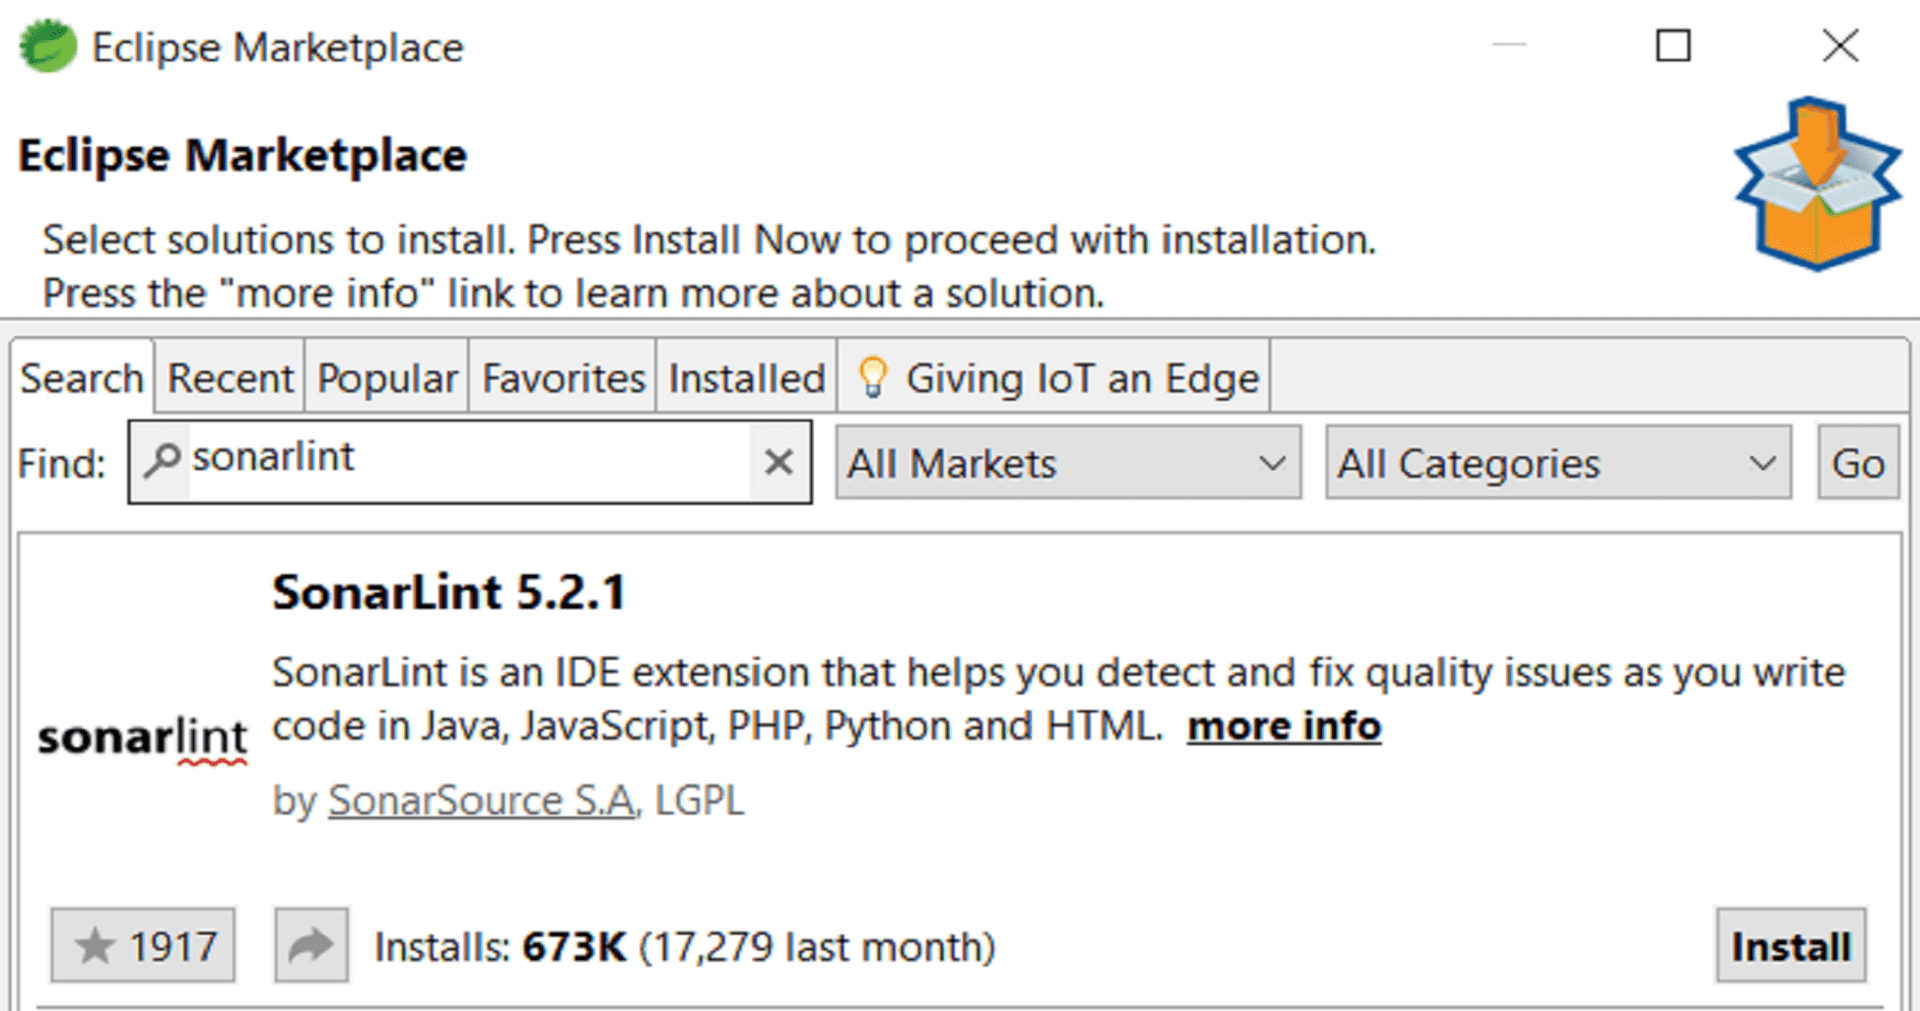 Eclipse Marketplace
Eclipse Marketplace
Select solutions to install. Press Install Now to proceed with installation.
Press the "more info" link to learn more about a solution.
Search Recent Popular Favorites Installed Giving IoT an Edge
Find: sonarlint All Markets All Categories Go
SonarLint 5.2.1
SonarLint is an IDE extension that helps you detect and fix quality issues as you write
code in Java, JavaScript, PHP, Python and HTML. more info
sonarlint
by SonarSource S.A, LGPL
1917 Installs: 673K (17,279 last month) Install